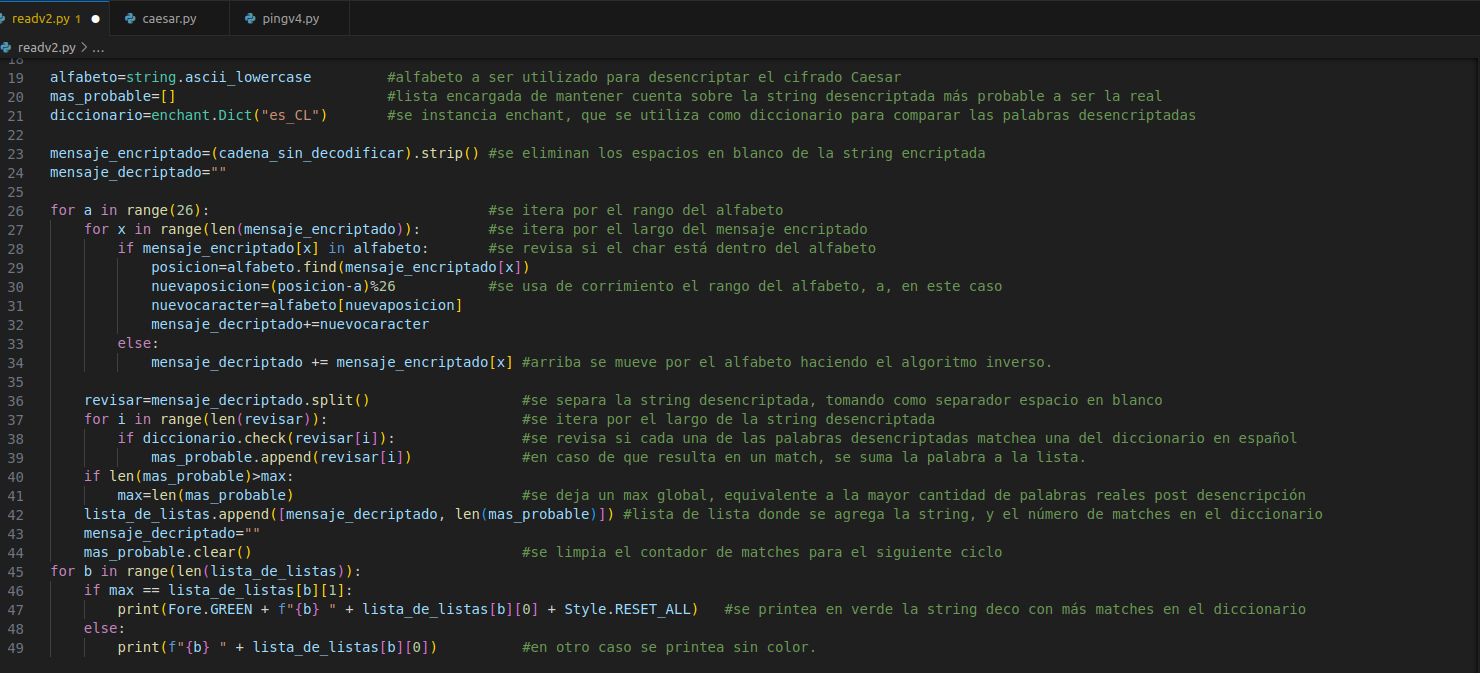 readv2.py 1 ● caesar.py pingv4.py
readv2.py > ...
18
19 alfabeto=string.ascii_lowercase #alfabeto a ser utilizado para desencriptar el cifrado Caesar
20 mas_probable=[] #lista encargada de mantener cuenta sobre la string desencriptada más probable a ser la real
21 diccionario=enchant.Dict("es_CL") #se instancia enchant, que se utiliza como diccionario para comparar las palabras desencriptadas
22
23 mensaje_encriptado=(cadena_sin_decodificar).strip() #se eliminan los espacios en blanco de la string encriptada
24 mensaje_decriptado=""
25
26 for a in range(26): #se itera por el rango del alfabeto
27 for x in range(len(mensaje_encriptado)): #se itera por el largo del mensaje encriptado
28 if mensaje_encriptado[x] in alfabeto: #se revisa si el char está dentro del alfabeto
29 posicion=alfabeto.find(mensaje_encriptado[x])
30 nuevaposicion=(posicion-a)%26 #se usa de corrimiento el rango del alfabeto, a, en este caso
31 nuevocaracter=alfabeto[nuevaposicion]
32 mensaje_decriptado+=nuevocaracter
33 else:
34 mensaje_decriptado += mensaje_encriptado[x] #arriba se mueve por el alfabeto haciendo el algoritmo inverso.
35
36 revisar=mensaje_decriptado.split() #se separa la string desencriptada, tomando como separador espacio en blanco
37 for i in range(len(revisar)): #se itera por el largo de la string desencriptada
38 if diccionario.check(revisar[i]): #se revisa si cada una de las palabras desencriptadas matchea una del diccionario en español
39 mas_probable.append(revisar[i]) #en caso de que resulta en un match, se suma la palabra a la lista.
40 if len(mas_probable)>max:
41 max=len(mas_probable) #se deja un max global, equivalente a la mayor cantidad de palabras reales post desencripción
42 lista_de_listas.append([mensaje_decriptado, len(mas_probable)]) #lista de lista donde se agrega la string, y el número de matches en el diccionario
43 mensaje_decriptado=""
44 mas_probable.clear() #se limpia el contador de matches para el siguiente ciclo
45 for b in range(len(lista_de_listas)):
46 if max == lista_de_listas[b][1]:
47 print(Fore.GREEN + f"{b} " + lista_de_listas[b][0] + Style.RESET_ALL) #se printea en verde la string deco con más matches en el diccionario
48 else:
49 print(f"{b} " + lista_de_listas[b][0]) #en otro caso se printea sin color.